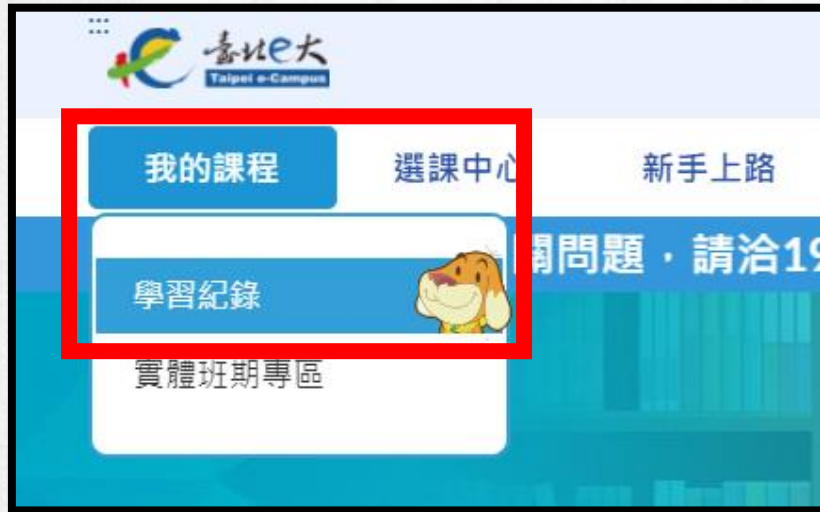 臺北e大
Taipei e-Campus
我的課程
選課中心
新手上路
關問題，請洽19
學習紀錄
實體班期專區